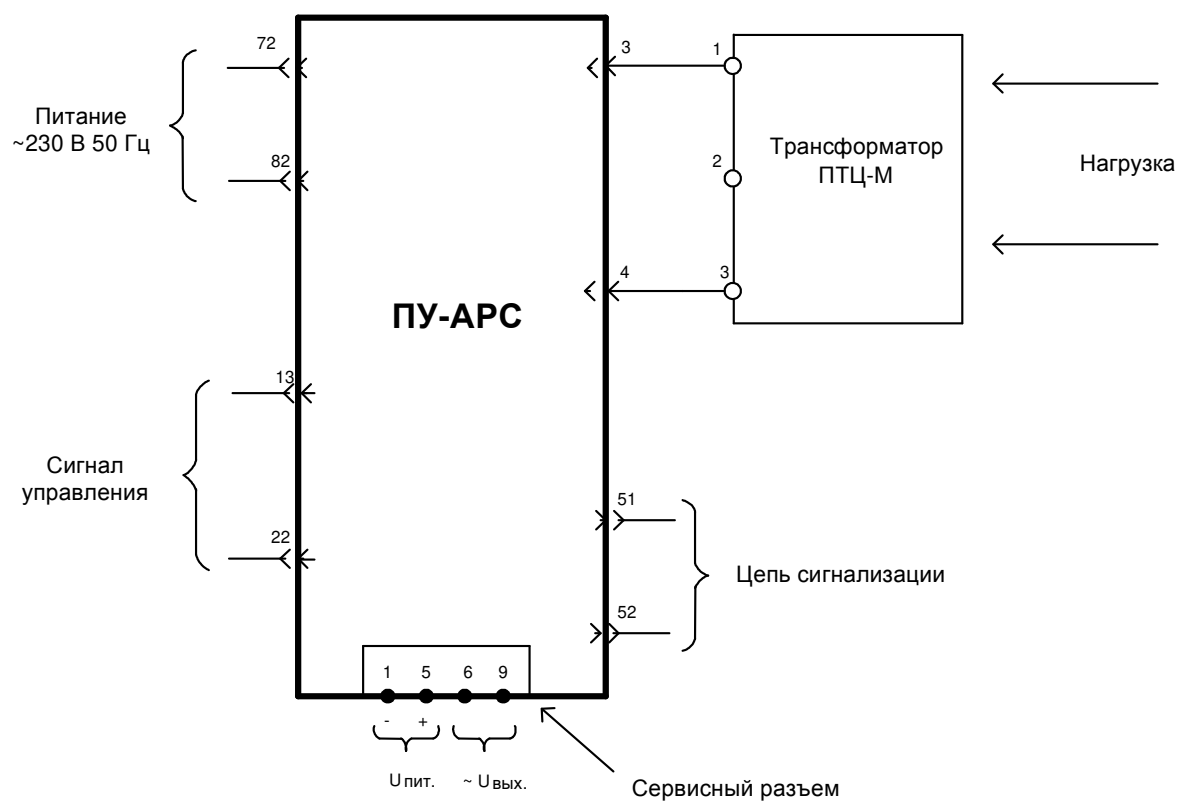 72
3
1
Питание
~230 В 50 Гц
82
2
Трансформатор
ПТЦ-М
Нагрузка
4
3
ПУ-АРС
13
Сигнал
управления
22
51
Цепь сигнализации
52
1 5 6 9
- +
U пит. ~ U вых.
Сервисный разъем